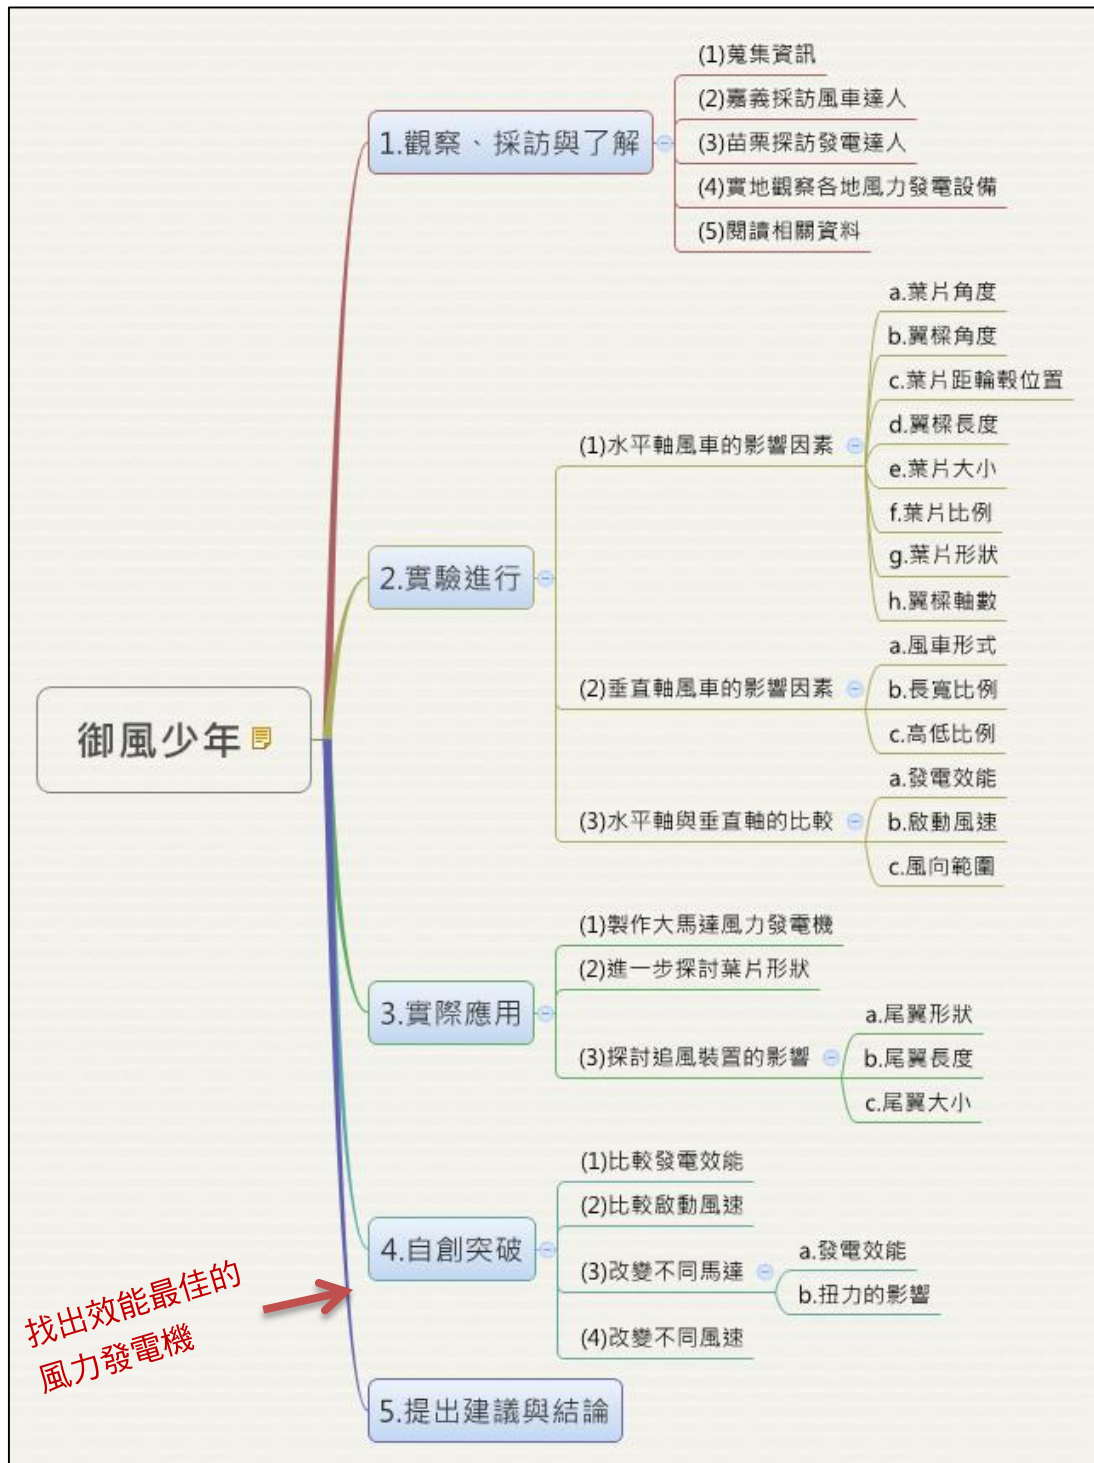 御風少年
1.觀察、採訪與了解
(1)蒐集資訊
(2)嘉義採訪風車達人
(3)苗栗探訪發電達人
(4)實地觀察各地風力發電設備
(5)閱讀相關資料
2.實驗進行
(1)水平軸風車的影響因素
a.葉片角度
b.翼樑角度
c.葉片距輪轂位置
d.翼樑長度
e.葉片大小
f.葉片比例
g.葉片形狀
h.翼樑軸數
(2)垂直軸風車的影響因素
a.風車形式
b.長寬比例
c.高低比例
(3)水平軸與垂直軸的比較
a.發電效能
b.啟動風速
c.風向範圍
3.實際應用
(1)製作大馬達風力發電機
(2)進一步探討葉片形狀
(3)探討追風裝置的影響
a.尾翼形狀
b.尾翼長度
c.尾翼大小
4.自創突破
(1)比較發電效能
(2)比較啟動風速
(3)改變不同馬達
a.發電效能
b.扭力的影響
(4)改變不同風速
找出效能最佳的
風力發電機
5.提出建議與結論